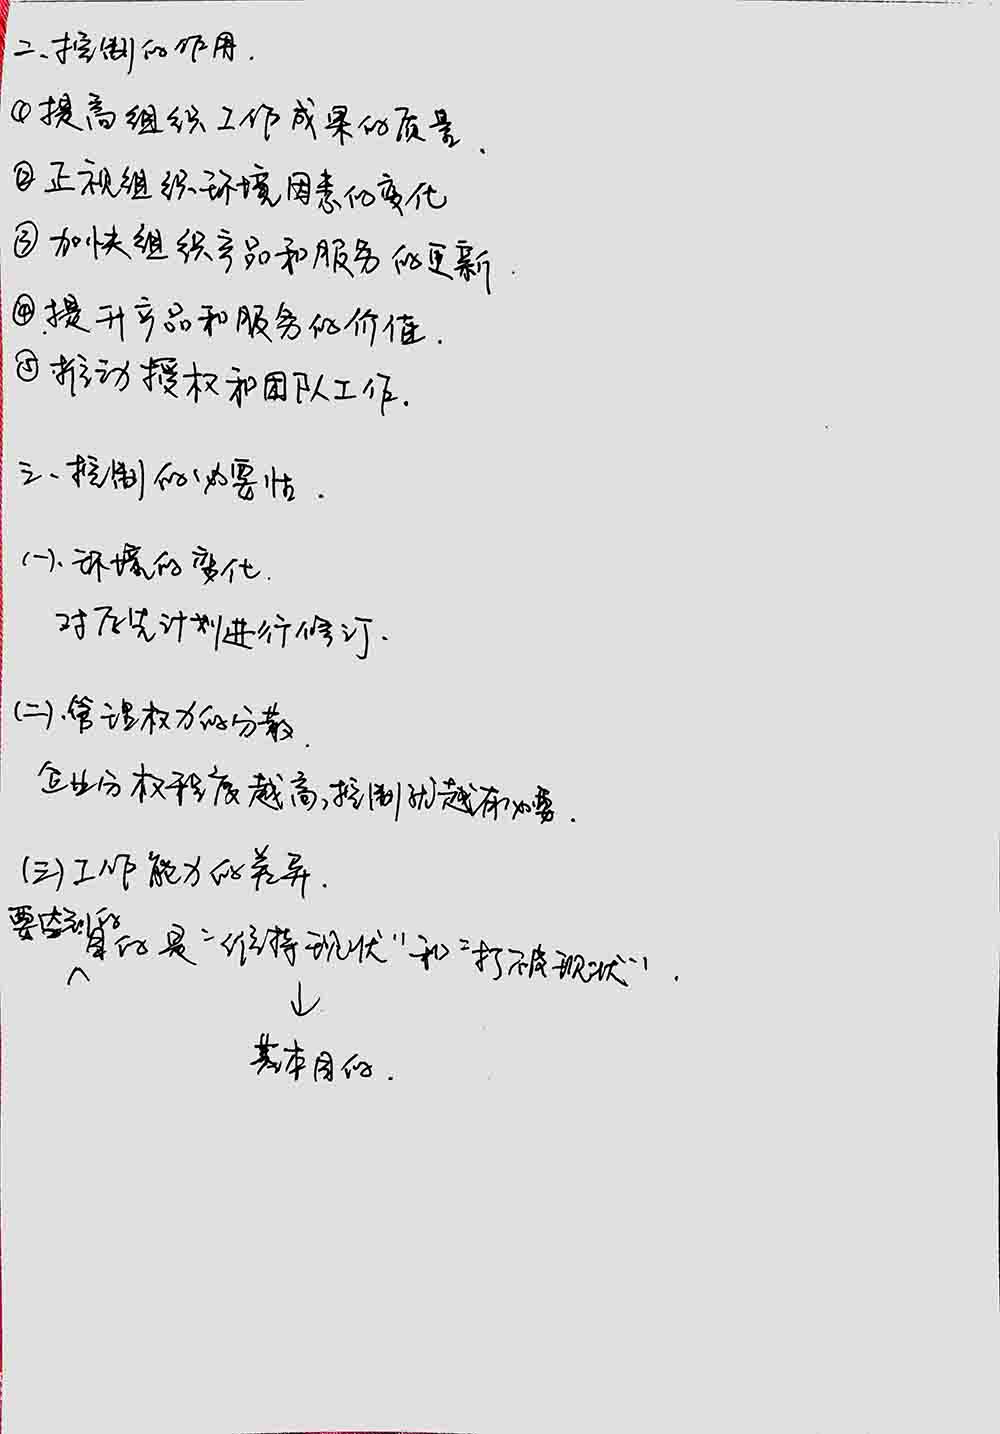 二、控制的作用.
①提高组织工作成果的质量.
②正视组织环境因素的变化
③加快组织产品和服务的更新.
④提升产品和服务的价值.
⑤推动授权和团队工作.
三、控制的必要性.
(一)、环境的变化.
对原先计划进行修订.
(二)、管理权力的分散.
企业分权程度越高,控制就越有必要.
(三)工作能力的差异.
要达到的
目的是“维持现状”和“打破现状”.
↓
基本目的.